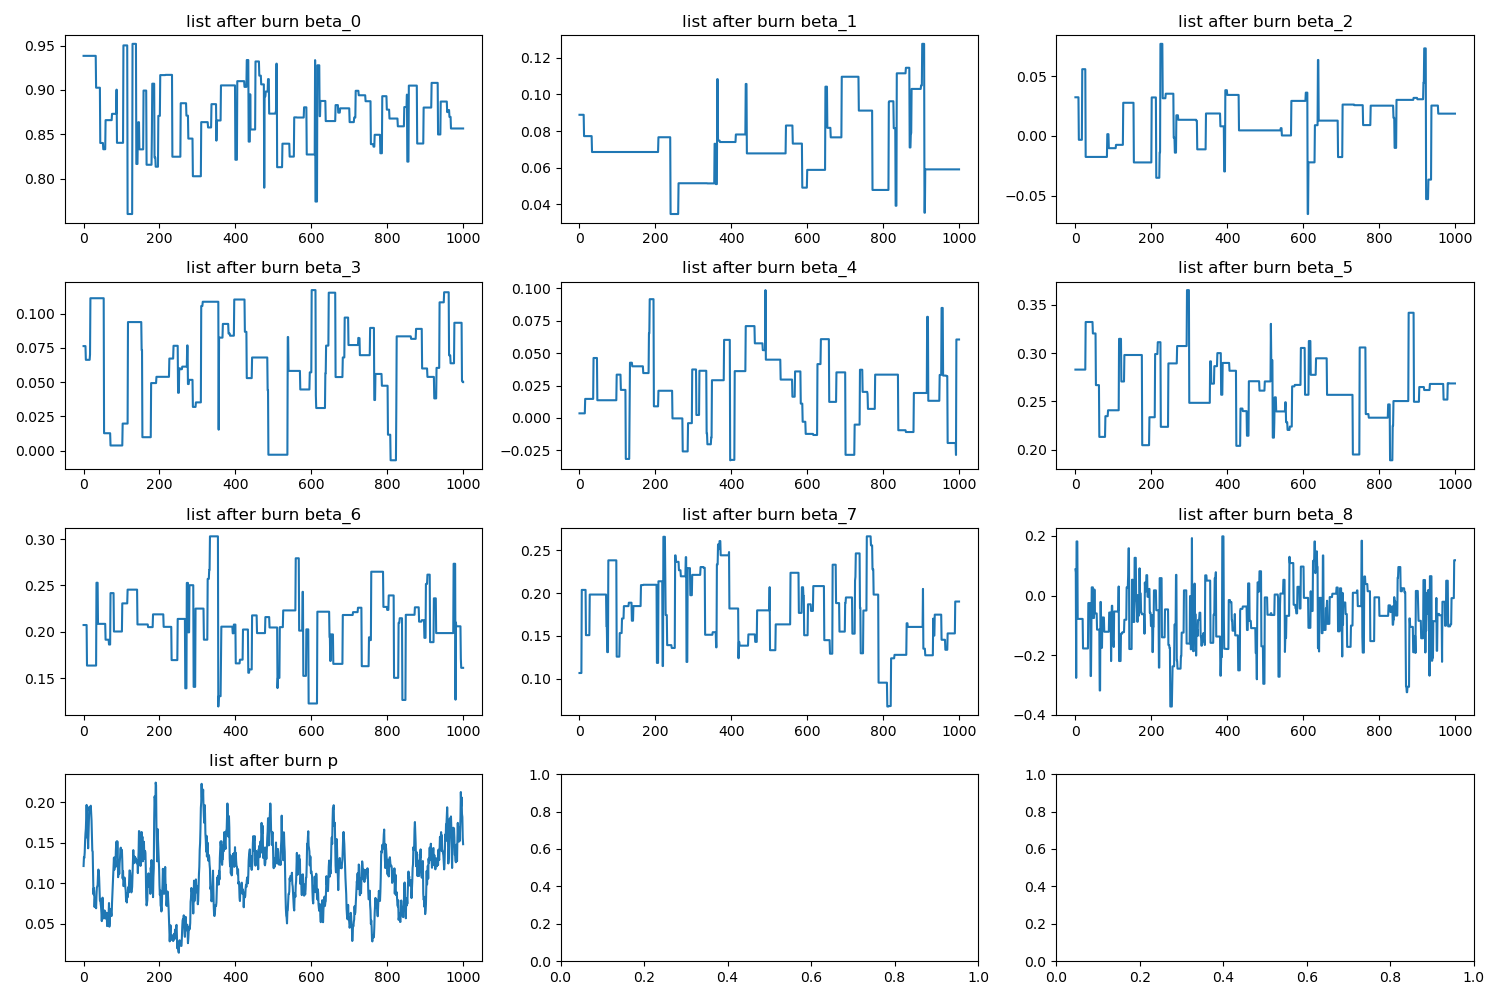 list after burn beta_0
0.95
0.90
0.85
0.80
0 200 400 600 800 1000
list after burn beta_1
0.12
0.10
0.08
0.06
0.04
0 200 400 600 800 1000
list after burn beta_2
0.05
0.00
−0.05
0 200 400 600 800 1000
list after burn beta_3
0.100
0.075
0.050
0.025
0.000
0 200 400 600 800 1000
list after burn beta_4
0.100
0.075
0.050
0.025
0.000
−0.025
0 200 400 600 800 1000
list after burn beta_5
0.35
0.30
0.25
0.20
0 200 400 600 800 1000
list after burn beta_6
0.30
0.25
0.20
0.15
0 200 400 600 800 1000
list after burn beta_7
0.25
0.20
0.15
0.10
0 200 400 600 800 1000
list after burn beta_8
0.2
0.0
−0.2
−0.4
0 200 400 600 800 1000
list after burn p
0.20
0.15
0.10
0.05
0 200 400 600 800 1000
1.0
0.8
0.6
0.4
0.2
0.0
0.0 0.2 0.4 0.6 0.8 1.0
1.0
0.8
0.6
0.4
0.2
0.0
0.0 0.2 0.4 0.6 0.8 1.0